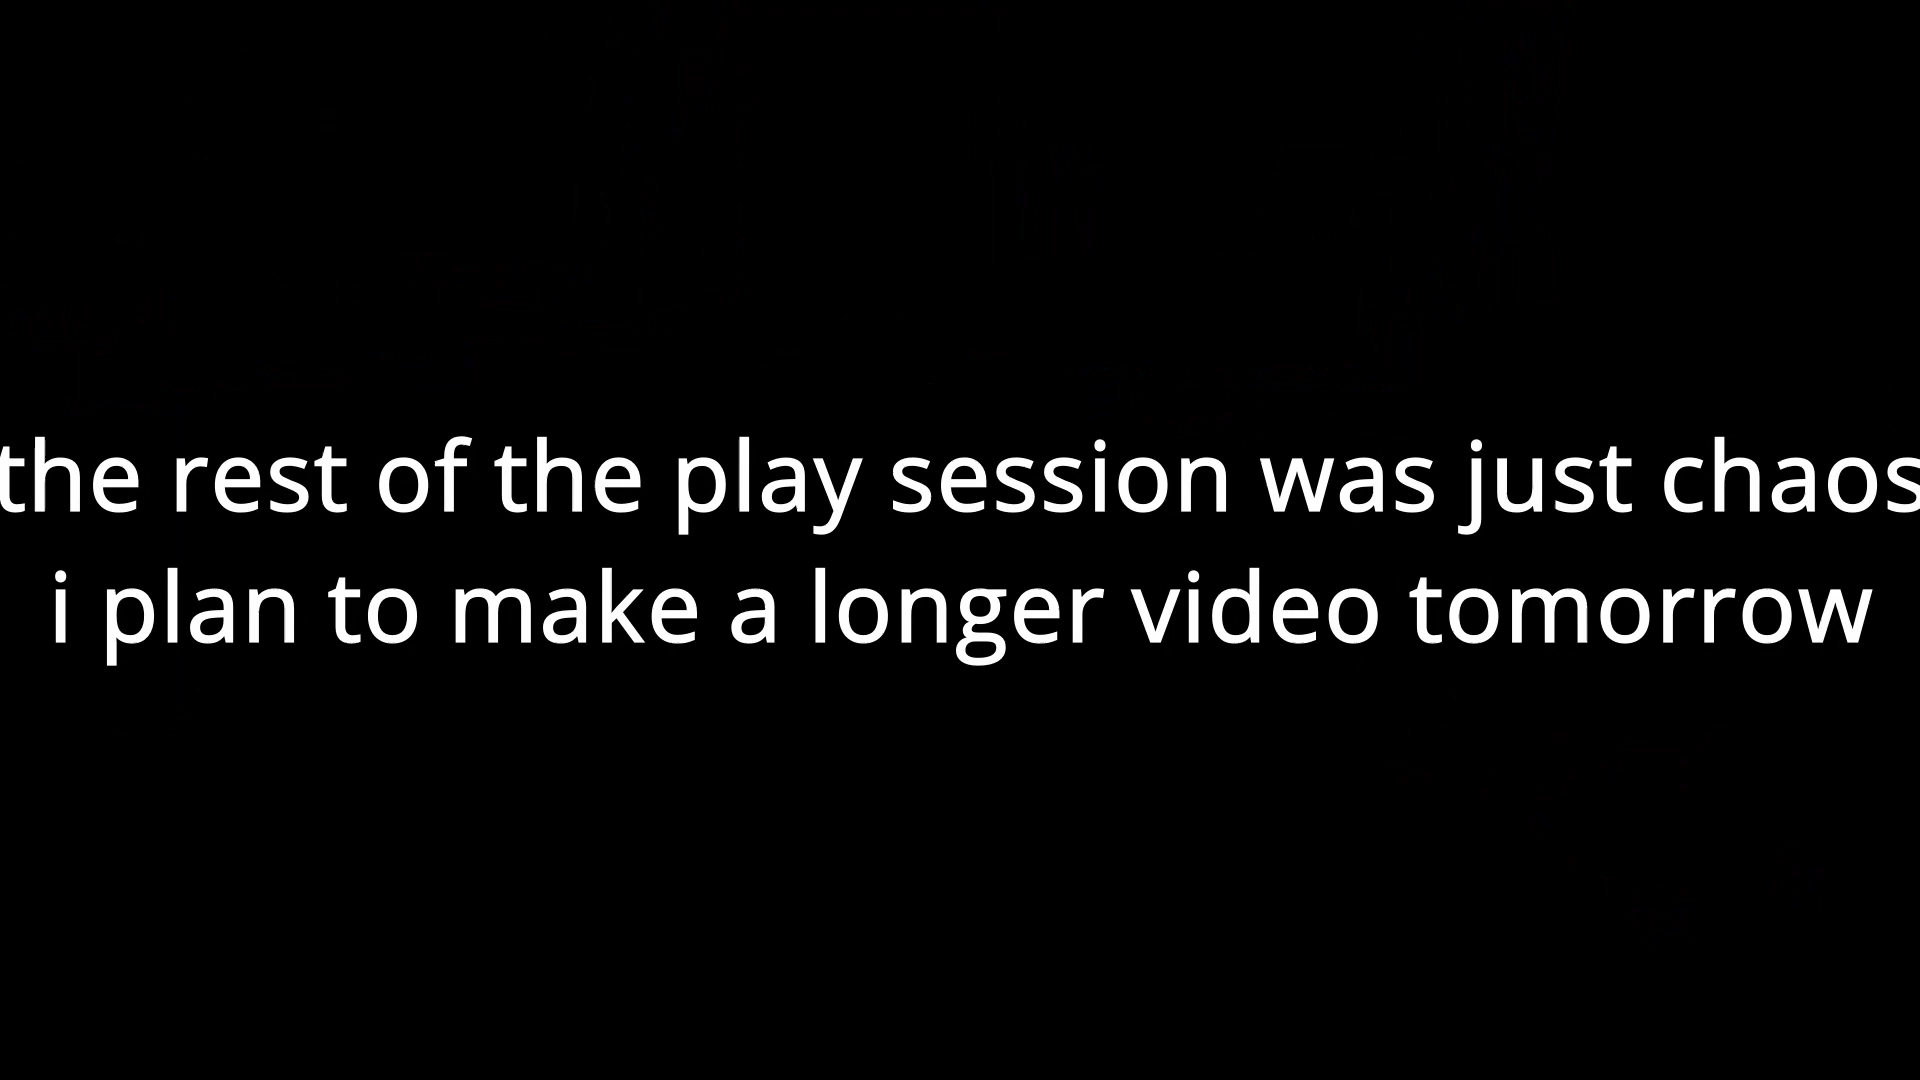 the rest of the play session was just chaos
i plan to make a longer video tomorrow